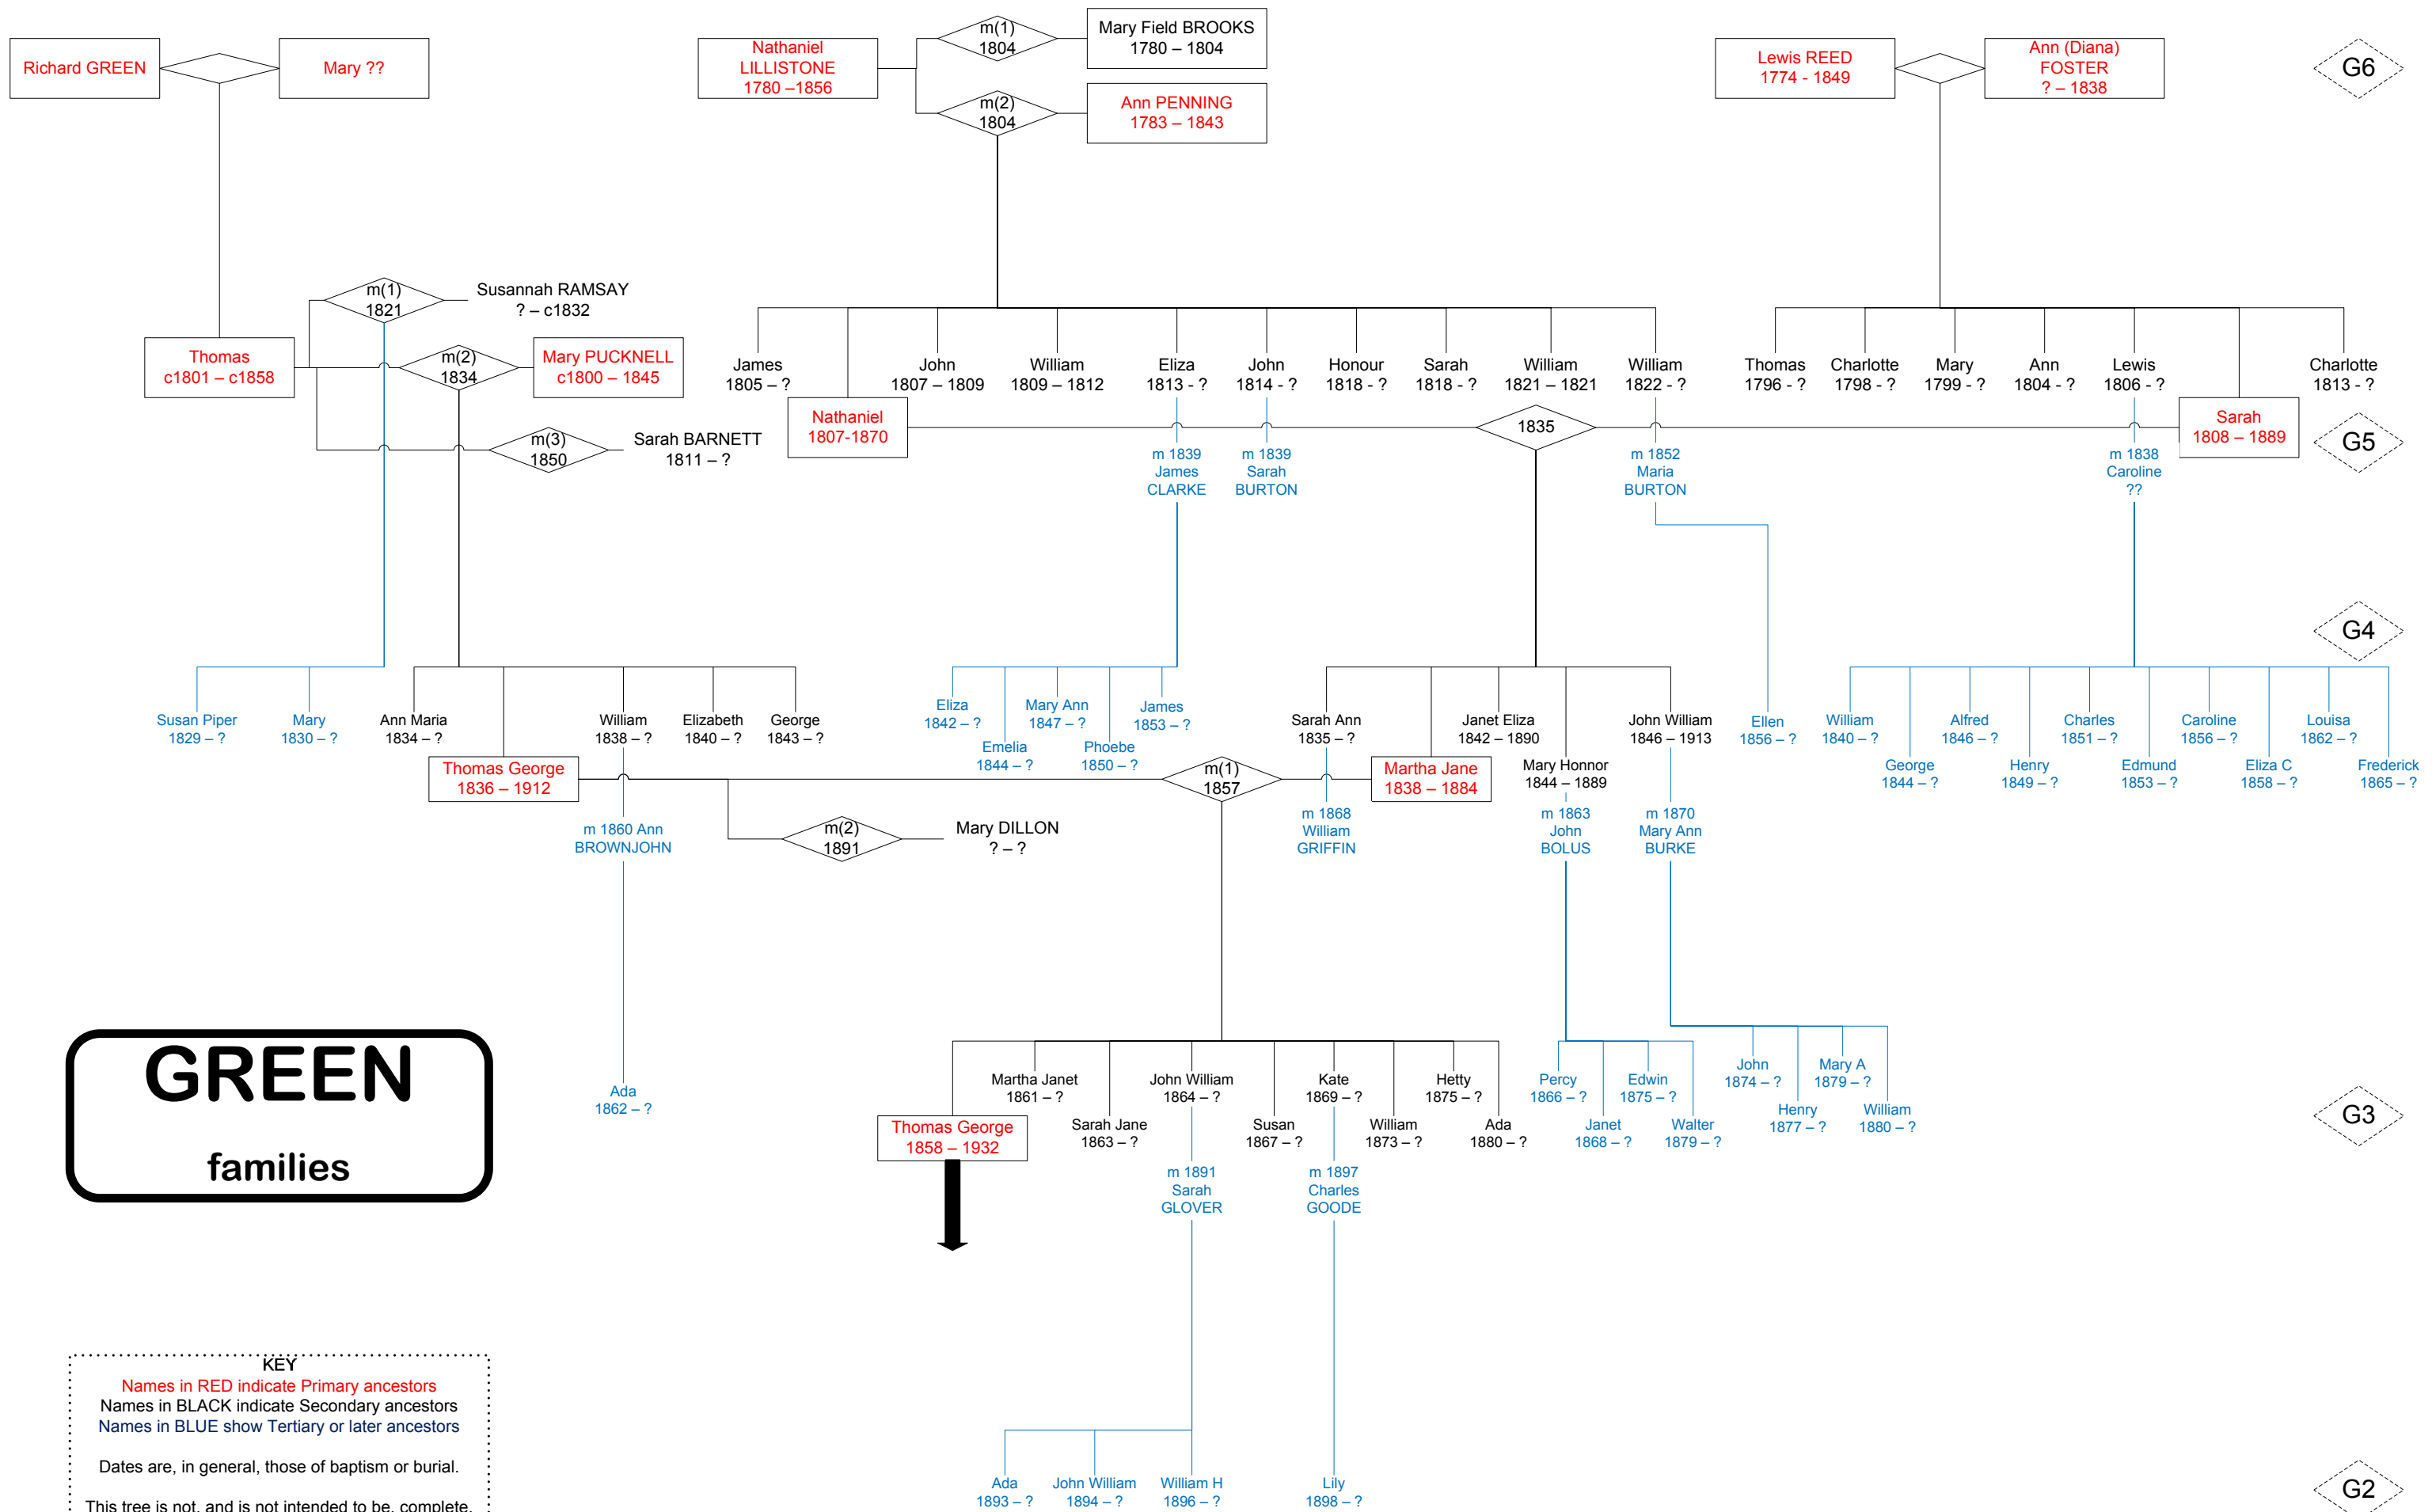 Richard GREEN
Mary ??
Nathaniel
LILLISTONE
1780 –1856
m(1)
1804
Mary Field BROOKS
1780 – 1804
m(2)
1804
Ann PENNING
1783 – 1843
Lewis REED
1774 - 1849
Ann (Diana)
FOSTER
? – 1838
G6
m(1)
1821
Susannah RAMSAY
? – c1832
Thomas
c1801 – c1858
m(2)
1834
Mary PUCKNELL
c1800 – 1845
m(3)
1850
Sarah BARNETT
1811 – ?
James
1805 – ?
Nathaniel
1807-1870
John
1807 – 1809
William
1809 – 1812
Eliza
1813 - ?
John
1814 - ?
Honour
1818 - ?
Sarah
1818 - ?
William
1821 – 1821
William
1822 - ?
1835
Thomas
1796 - ?
Charlotte
1798 - ?
Mary
1799 - ?
Ann
1804 - ?
Lewis
1806 - ?
Sarah
1808 – 1889
Charlotte
1813 - ?
G5
m 1839
James
CLARKE
m 1839
Sarah
BURTON
m 1852
Maria
BURTON
m 1838
Caroline
??
G4
Susan Piper
1829 – ?
Mary
1830 – ?
Ann Maria
1834 – ?
Thomas George
1836 – 1912
William
1838 – ?
Elizabeth
1840 – ?
George
1843 – ?
Eliza
1842 – ?
Emelia
1844 – ?
Mary Ann
1847 – ?
Phoebe
1850 – ?
James
1853 – ?
m(1)
1857
Sarah Ann
1835 – ?
Martha Jane
1838 – 1884
Janet Eliza
1842 – 1890
Mary Honnor
1844 – 1889
John William
1846 – 1913
Ellen
1856 – ?
William
1840 – ?
George
1844 – ?
Alfred
1846 – ?
Henry
1849 – ?
Charles
1851 – ?
Edmund
1853 – ?
Caroline
1856 – ?
Eliza C
1858 – ?
Louisa
1862 – ?
Frederick
1865 – ?
m 1860 Ann
BROWNJOHN
m(2)
1891
Mary DILLON
? – ?
m 1868
William
GRIFFIN
m 1863
John
BOLUS
m 1870
Mary Ann
BURKE
GREEN
families
Ada
1862 – ?
Thomas George
1858 – 1932
Martha Janet
1861 – ?
Sarah Jane
1863 – ?
John William
1864 – ?
Susan
1867 – ?
Kate
1869 – ?
William
1873 – ?
Hetty
1875 – ?
Ada
1880 – ?
Percy
1866 – ?
Janet
1868 – ?
Edwin
1875 – ?
Walter
1879 – ?
John
1874 – ?
Henry
1877 – ?
Mary A
1879 – ?
William
1880 – ?
G3
m 1891
Sarah
GLOVER
m 1897
Charles
GOODE
KEY
Names in RED indicate Primary ancestors
Names in BLACK indicate Secondary ancestors
Names in BLUE show Tertiary or later ancestors
Dates are, in general, those of baptism or burial.
This tree is not, and is not intended to be, complete.
Ada
1893 – ?
John William
1894 – ?
William H
1896 – ?
Lily
1898 – ?
G2